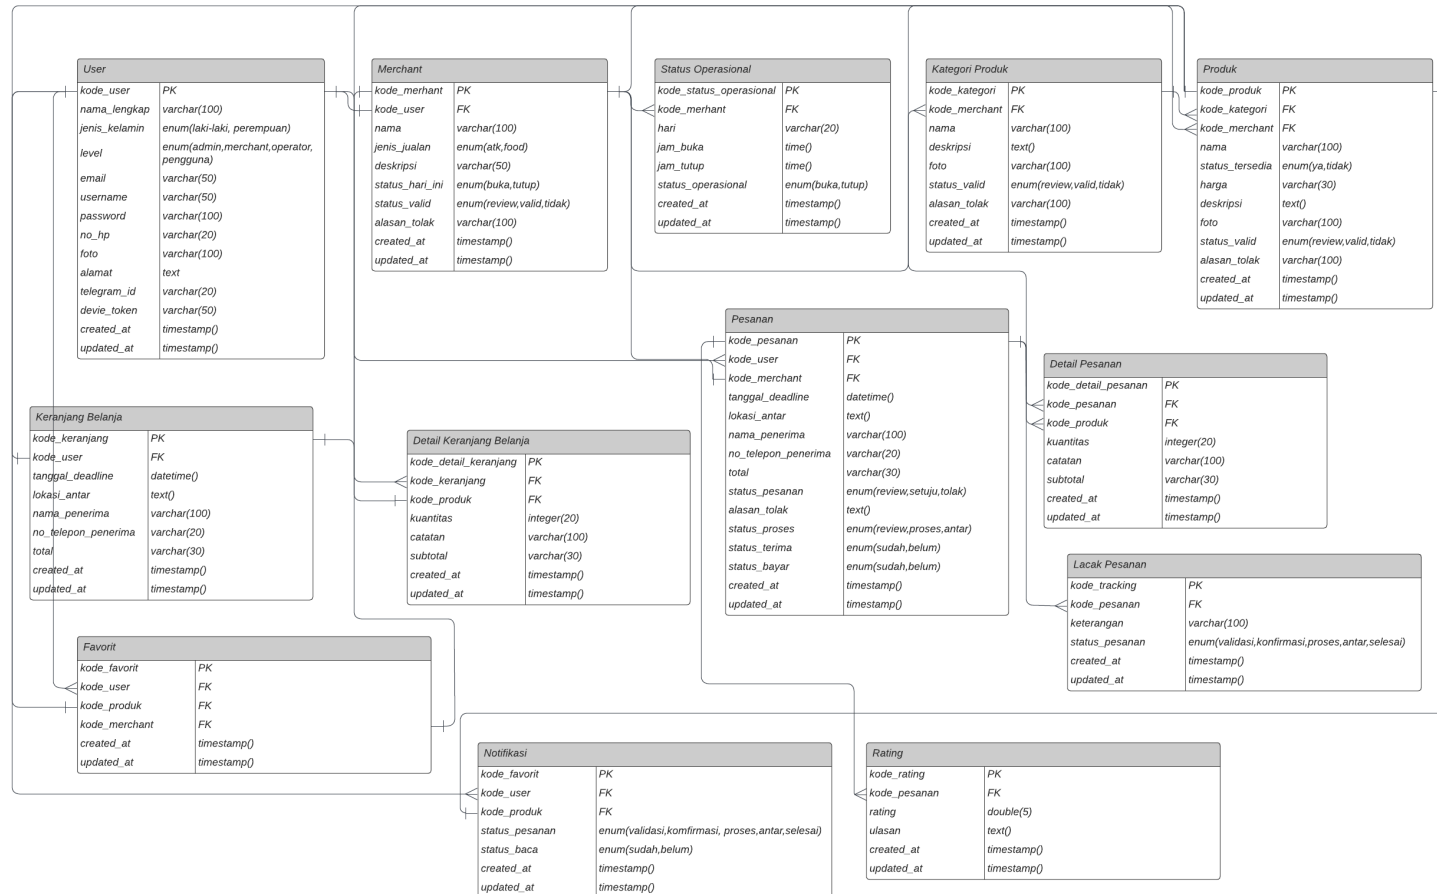 User
kode_user PK
nama_lengkap varchar(100)
jenis_kelamin enum(laki-laki, perempuan)
level enum(admin,merchant,operator,
pengguna)
email varchar(50)
username varchar(50)
password varchar(100)
no_hp varchar(20)
foto varchar(100)
alamat text
telegram_id varchar(20)
devie_token varchar(50)
created_at timestamp()
updated_at timestamp()
Merchant
kode_merhant PK
kode_user FK
nama varchar(100)
jenis_jualan enum(atk,food)
deskripsi varchar(50)
status_hari_ini enum(buka,tutup)
status_valid enum(review,valid,tidak)
alasan_tolak varchar(100)
created_at timestamp()
updated_at timestamp()
Status Operasional
kode_status_operasional PK
kode_merhant FK
hari varchar(20)
jam_buka time()
jam_tutup time()
status_operasional enum(buka,tutup)
created_at timestamp()
updated_at timestamp()
Kategori Produk
kode_kategori PK
kode_merchant FK
nama varchar(100)
deskripsi text()
foto varchar(100)
status_valid enum(review,valid,tidak)
alasan_tolak varchar(100)
created_at timestamp()
updated_at timestamp()
Produk
kode_produk PK
kode_kategori FK
kode_merchant FK
nama varchar(100)
status_tersedia enum(ya,tidak)
harga varchar(30)
deskripsi text()
foto varchar(100)
status_valid enum(review,valid,tidak)
alasan_tolak varchar(100)
created_at timestamp()
updated_at timestamp()
Pesanan
kode_pesanan PK
kode_user FK
kode_merchant FK
tanggal_deadline datetime()
lokasi_antar text()
nama_penerima varchar(100)
no_telepon_penerima varchar(20)
total varchar(30)
status_pesanan enum(review,setuju,tolak)
alasan_tolak text()
status_proses enum(review,proses,antar)
status_terima enum(sudah,belum)
status_bayar enum(sudah,belum)
created_at timestamp()
updated_at timestamp()
Detail Pesanan
kode_detail_pesanan PK
kode_pesanan FK
kode_produk FK
kuantitas integer(20)
catatan varchar(100)
subtotal varchar(30)
created_at timestamp()
updated_at timestamp()
Keranjang Belanja
kode_keranjang PK
kode_user FK
tanggal_deadline datetime()
lokasi_antar text()
nama_penerima varchar(100)
no_telepon_penerima varchar(20)
total varchar(30)
created_at timestamp()
updated_at timestamp()
Detail Keranjang Belanja
kode_detail_keranjang PK
kode_keranjang FK
kode_produk FK
kuantitas integer(20)
catatan varchar(100)
subtotal varchar(30)
created_at timestamp()
updated_at timestamp()
Lacak Pesanan
kode_tracking PK
kode_pesanan FK
keterangan varchar(100)
status_pesanan enum(validasi,konfirmasi,proses,antar,selesai)
created_at timestamp()
updated_at timestamp()
Favorit
kode_favorit PK
kode_user FK
kode_produk FK
kode_merchant FK
created_at timestamp()
updated_at timestamp()
Notifikasi
kode_favorit PK
kode_user FK
kode_produk FK
status_pesanan enum(validasi,komfirmasi, proses,antar,selesai)
status_baca enum(sudah,belum)
created_at timestamp()
updated_at timestamp()
Rating
kode_rating PK
kode_pesanan FK
rating double(5)
ulasan text()
created_at timestamp()
updated_at timestamp()